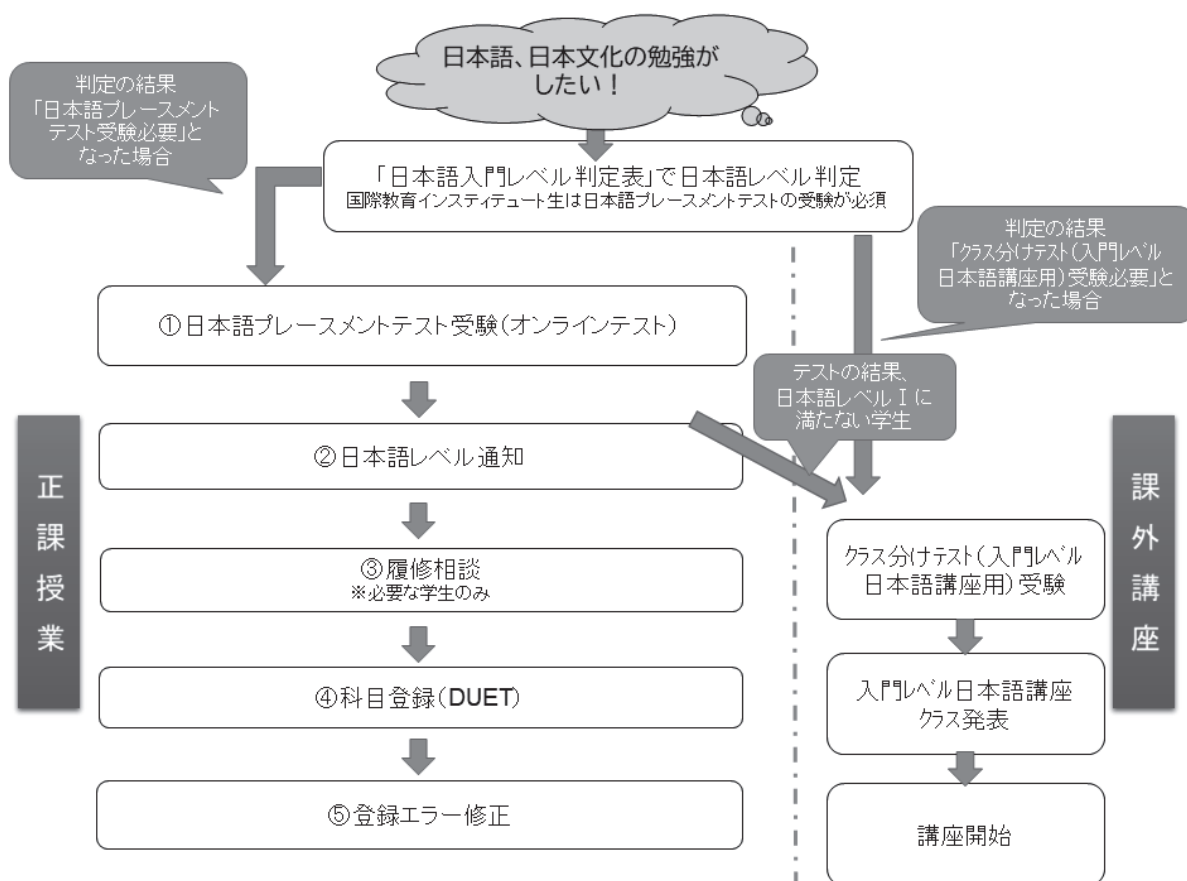 日本語、日本文化の勉強が
したい！
判定の結果
「日本語プレースメント
テスト受験必要」と
なった場合
「日本語入門レベル判定表」で日本語レベル判定
国際教育インスティテュート生は日本語プレースメントテストの受験が必須
判定の結果
「クラス分けテスト（入門レベル
日本語講座用）受験必要」と
なった場合
①日本語プレースメントテスト受験（オンラインテスト）
テストの結果、
日本語レベルⅠに
満たない学生
正課授業
②日本語レベル通知
③履修相談
※必要な学生のみ
④科目登録（DUET）
⑤登録エラー修正
課外講座
クラス分けテスト（入門レベル
日本語講座用）受験
入門レベル日本語講座
クラス発表
講座開始